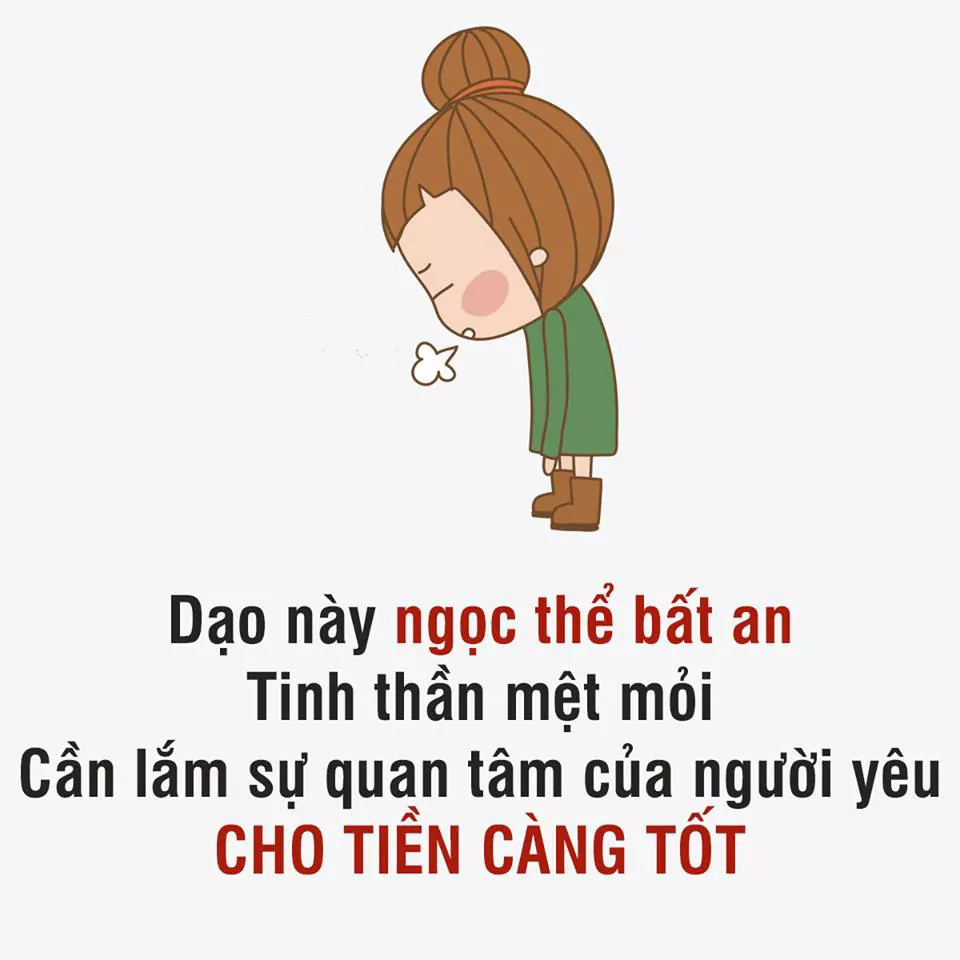 Dạo này ngọc thể bất an
Tinh thần mệt mỏi
Cần lắm sự quan tâm của người yêu
CHO TIỀN CÀNG TỐT